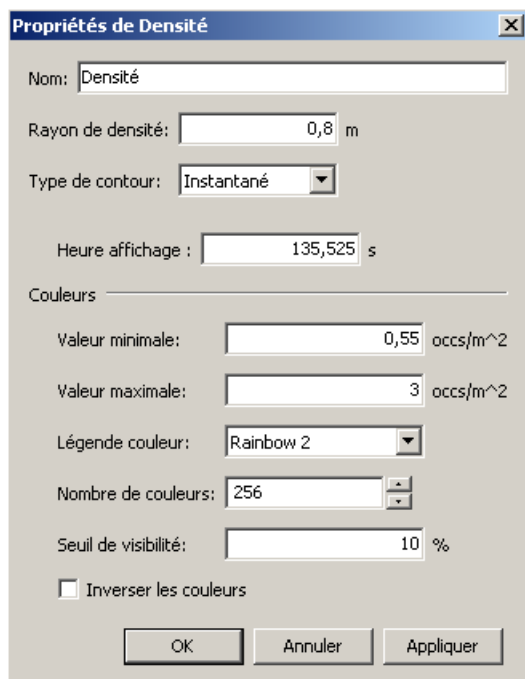 Propriétés de Densité
Nom: Densité
Rayon de densité: 0,8 m
Type de contour: Instantané
Heure affichage : 135,525 s
Couleurs
Valeur minimale: 0,55 occs/m^2
Valeur maximale: 3 occs/m^2
Légende couleur: Rainbow 2
Nombre de couleurs: 256
Seuil de visibilité: 10 %
Inverser les couleurs
OK Annuler Appliquer